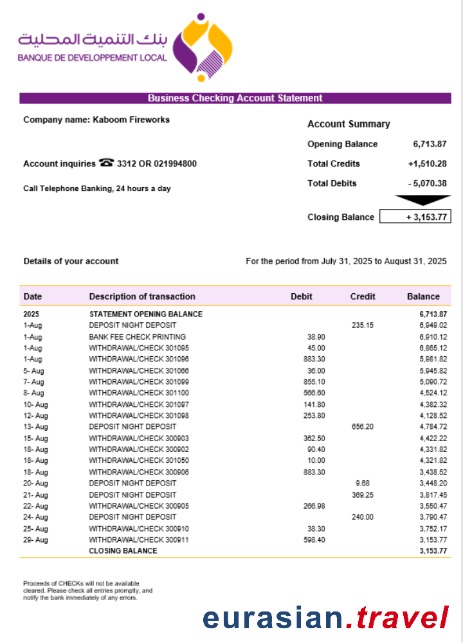 بنك التنمية المحلية
BANQUE DE DEVELOPPEMENT LOCAL
Business Checking Account Statement
Company name: Kaboom Fireworks
Account inquiries ☎ 3312 OR 021994800
Call Telephone Banking, 24 hours a day
Account Summary
Opening Balance 6,713.87
Total Credits +1,510.28
Total Debits - 5,070.38
Closing Balance + 3,153.77
Details of your account For the period from July 31, 2025 to August 31, 2025
Date Description of transaction Debit Credit Balance
2025 STATEMENT OPENING BALANCE 6,713.87
1-Aug DEPOSIT NIGHT DEPOSIT 235.15 6,949.02
1-Aug BANK FEE CHECK PRINTING 38.90 6,910.12
1-Aug WITHDRAWAL/CHECK 301095 45.00 6,865.12
1-Aug WITHDRAWAL/CHECK 301096 883.30 5,981.82
5- Aug WITHDRAWAL/CHECK 301066 36.00 5,945.82
7- Aug WITHDRAWAL/CHECK 301099 855.10 5,090.72
8- Aug WITHDRAWAL/CHECK 301100 566.60 4,524.12
10- Aug WITHDRAWAL/CHECK 301097 141.80 4,382.32
12- Aug WITHDRAWAL/CHECK 301098 253.80 4,128.52
13- Aug DEPOSIT NIGHT DEPOSIT 656.20 4,784.72
15- Aug WITHDRAWAL/CHECK 300903 362.50 4,422.22
18- Aug WITHDRAWAL/CHECK 300902 90.40 4,331.82
18- Aug WITHDRAWAL/CHECK 301050 10.00 4,321.82
18- Aug WITHDRAWAL/CHECK 300906 883.30 3,438.52
20- Aug DEPOSIT NIGHT DEPOSIT 9.68 3,448.20
21- Aug DEPOSIT NIGHT DEPOSIT 369.25 3,817.45
22- Aug WITHDRAWAL/CHECK 300905 266.98 3,550.47
24- Aug DEPOSIT NIGHT DEPOSIT 240.00 3,790.47
25- Aug WITHDRAWAL/CHECK 300910 38.30 3,752.17
29- Aug WITHDRAWAL/CHECK 300911 598.40 3,153.77
CLOSING BALANCE 3,153.77
Proceeds of CHECKs will not be available
cleared. Please check all entries promptly, and
notify the bank immediately of any errors.
eurasian.travel